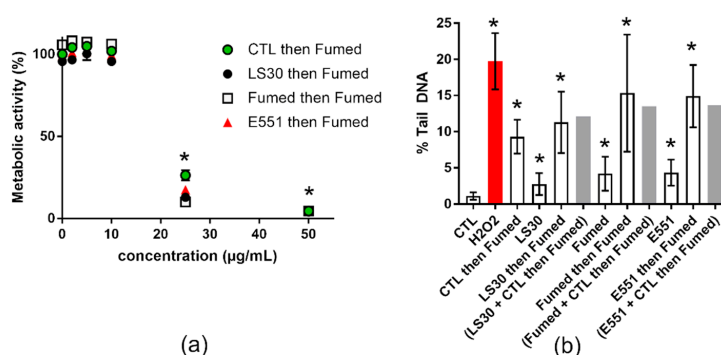 Metabolic activity (%)
100
50
0
0
10
20
30
40
50
concentration (µg/mL)
CTL then Fumed
LS30 then Fumed
Fumed then Fumed
E551 then Fumed
*
*
(a)
% Tail DNA
25
20
15
10
5
0
*
*
*
*
*
*
*
*
CTL
H2O2
CTL then Fumed
LS30
LS30 then Fumed
(LS30 + CTL then Fumed)
Fumed
Fumed then Fumed
(Fumed + CTL then Fumed)
E551
E551 then Fumed
(E551 + CTL then Fumed)
(b)